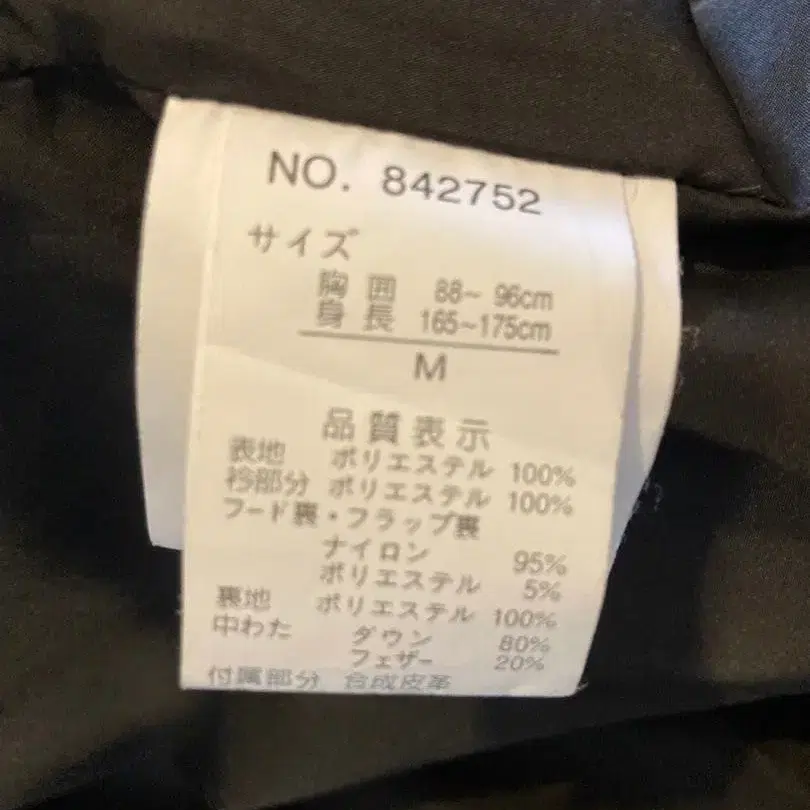 NO. 842752
サイズ
胸囲 88~ 96cm
身長 165~175cm
M
品質表示
表地 ポリエステル 100%
衿部分 ポリエステル 100%
フード裏・フラップ裏
ナイロン 95%
ポリエステル 5%
裏地 ポリエステル 100%
中わた ダウン 80%
フェザー 20%
付属部分 合成皮革